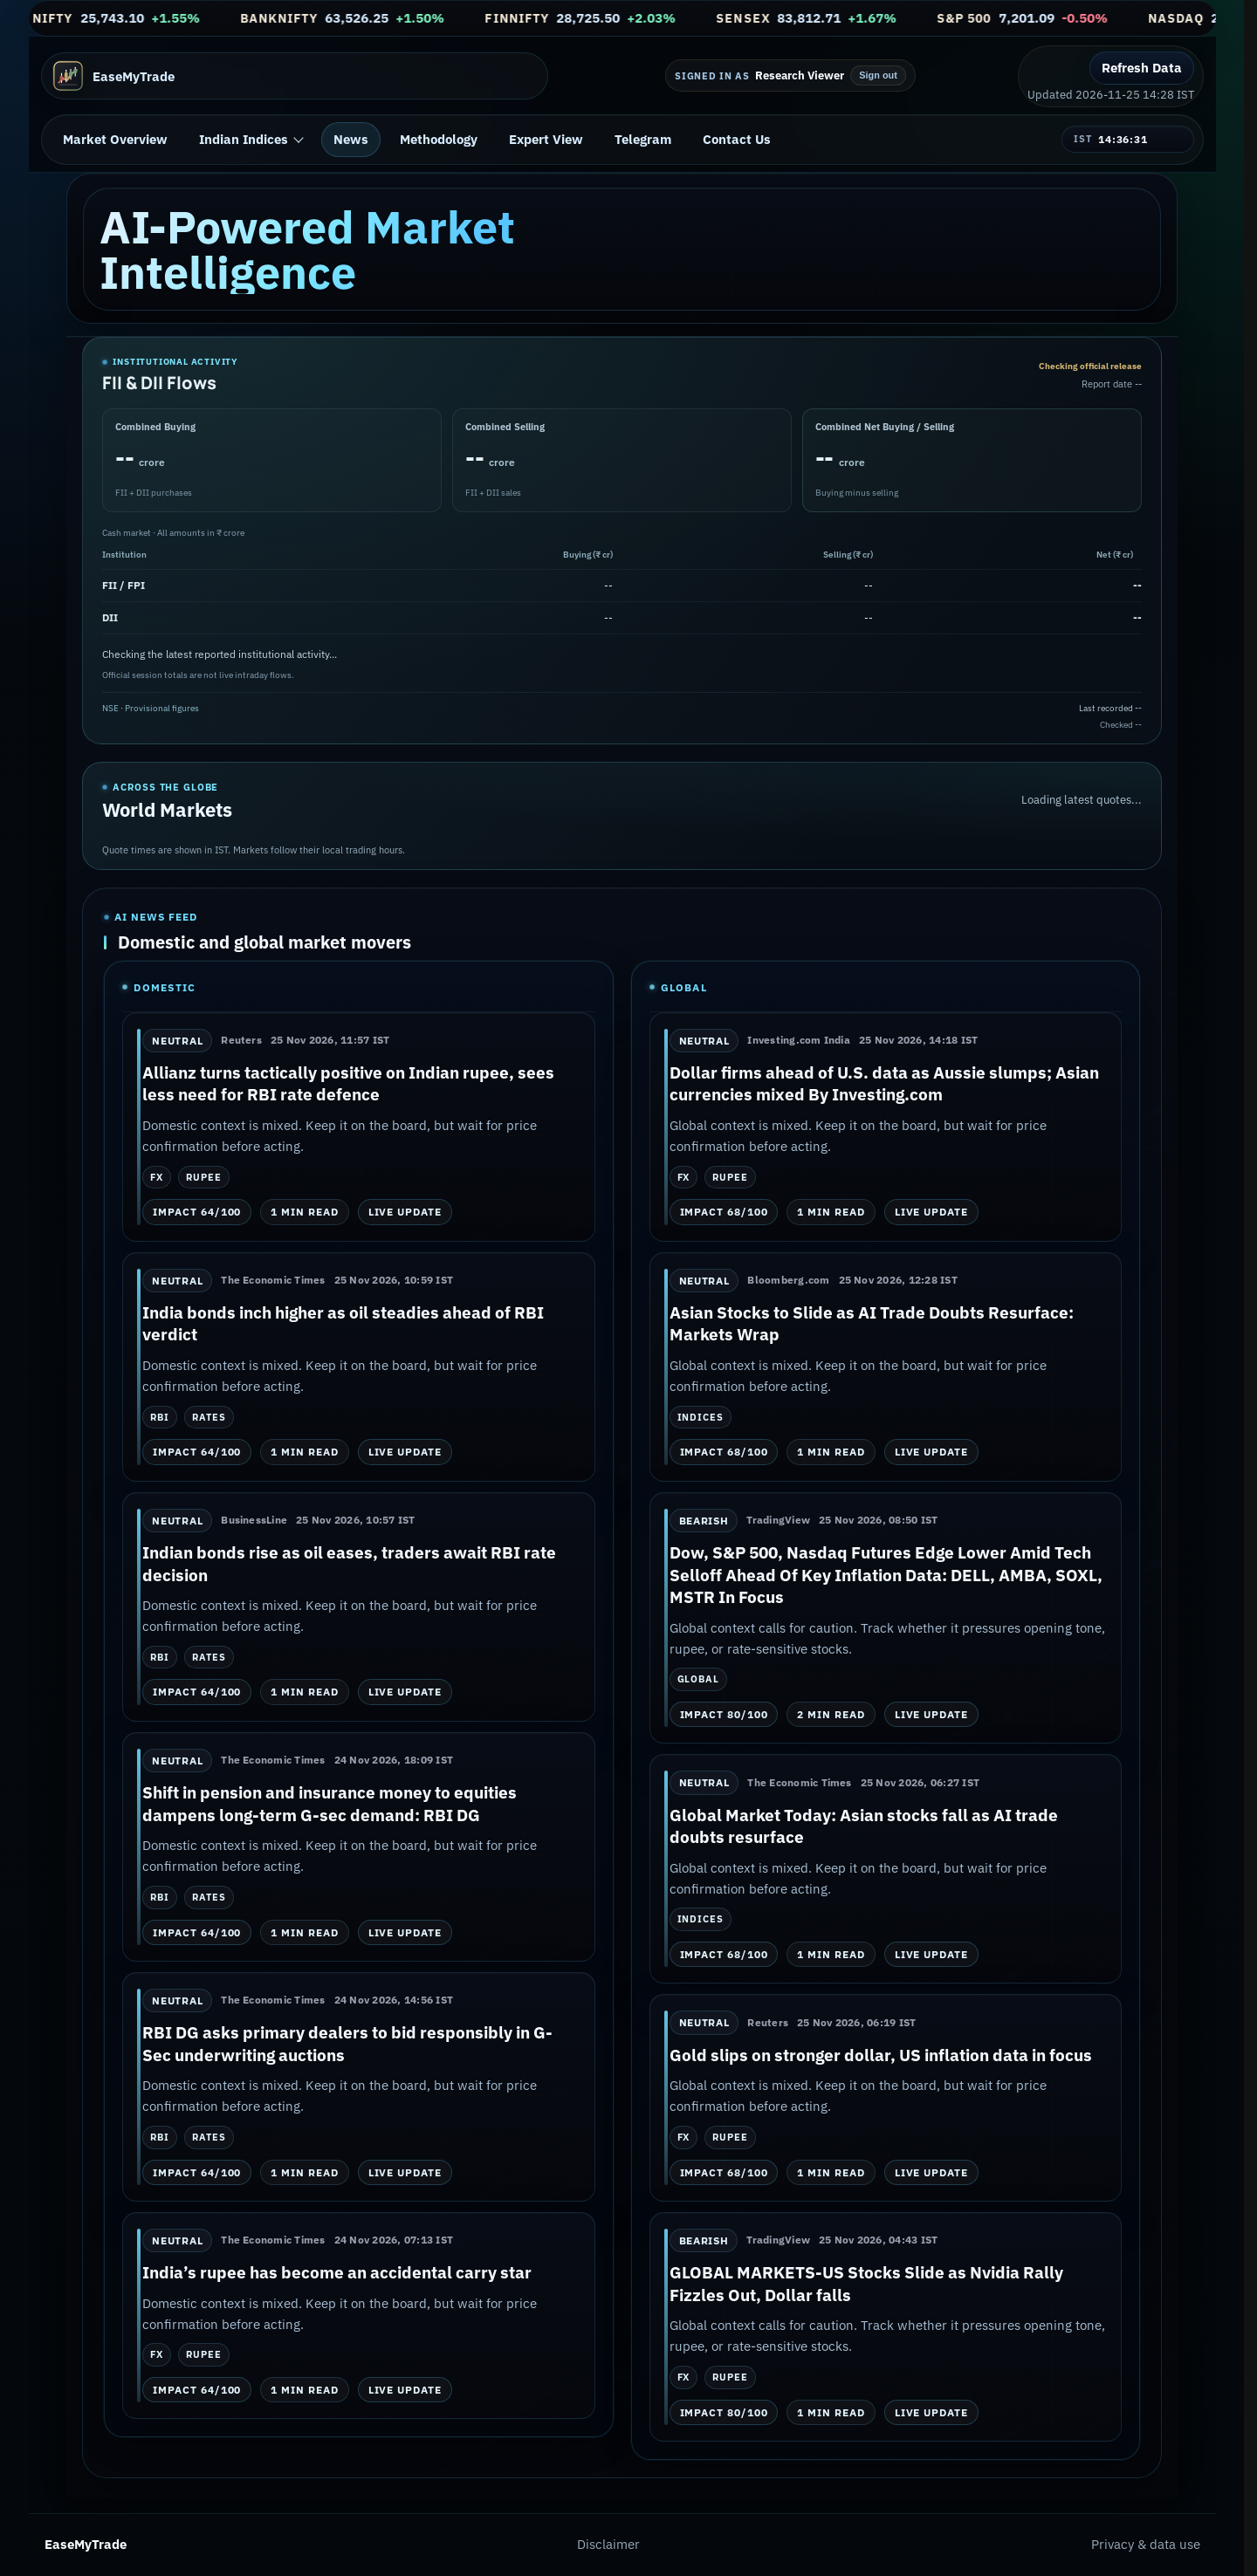 NIFTY 25,743.10 +1.55% BANKNIFTY 63,526.25 +1.50% FINNIFTY 28,725.50 +2.03% SENSEX 83,812.71 +1.67% S&P 500 7,201.09 -0.50% NASDAQ
EaseMyTrade
SIGNED IN AS Research Viewer Sign out
Refresh Data
Updated 2026-11-25 14:28 IST
Market Overview Indian Indices News Methodology Expert View Telegram Contact Us IST 14:36:31
AI-Powered Market
Intelligence
INSTITUTIONAL ACTIVITY
FII & DII Flows
Checking official release
Report date --
Combined Buying
-- crore
FII + DII purchases
Combined Selling
-- crore
FII + DII sales
Combined Net Buying / Selling
-- crore
Buying minus selling
Cash market · All amounts in ₹ crore
Institution Buying (₹ cr) Selling (₹ cr) Net (₹ cr)
FII / FPI -- -- --
DII -- -- --
Checking the latest reported institutional activity...
Official session totals are not live intraday flows.
NSE · Provisional figures
Last recorded --
Checked --
ACROSS THE GLOBE
World Markets
Loading latest quotes...
Quote times are shown in IST. Markets follow their local trading hours.
AI NEWS FEED
Domestic and global market movers
DOMESTIC
NEUTRAL Reuters 25 Nov 2026, 11:57 IST
Allianz turns tactically positive on Indian rupee, sees
less need for RBI rate defence
Domestic context is mixed. Keep it on the board, but wait for price
confirmation before acting.
FX RUPEE
IMPACT 64/100 1 MIN READ LIVE UPDATE
NEUTRAL The Economic Times 25 Nov 2026, 10:59 IST
India bonds inch higher as oil steadies ahead of RBI
verdict
Domestic context is mixed. Keep it on the board, but wait for price
confirmation before acting.
RBI RATES
IMPACT 64/100 1 MIN READ LIVE UPDATE
NEUTRAL BusinessLine 25 Nov 2026, 10:57 IST
Indian bonds rise as oil eases, traders await RBI rate
decision
Domestic context is mixed. Keep it on the board, but wait for price
confirmation before acting.
RBI RATES
IMPACT 64/100 1 MIN READ LIVE UPDATE
NEUTRAL The Economic Times 24 Nov 2026, 18:09 IST
Shift in pension and insurance money to equities
dampens long-term G-sec demand: RBI DG
Domestic context is mixed. Keep it on the board, but wait for price
confirmation before acting.
RBI RATES
IMPACT 64/100 1 MIN READ LIVE UPDATE
NEUTRAL The Economic Times 24 Nov 2026, 14:56 IST
RBI DG asks primary dealers to bid responsibly in G-
Sec underwriting auctions
Domestic context is mixed. Keep it on the board, but wait for price
confirmation before acting.
RBI RATES
IMPACT 64/100 1 MIN READ LIVE UPDATE
NEUTRAL The Economic Times 24 Nov 2026, 07:13 IST
India’s rupee has become an accidental carry star
Domestic context is mixed. Keep it on the board, but wait for price
confirmation before acting.
FX RUPEE
IMPACT 64/100 1 MIN READ LIVE UPDATE
GLOBAL
NEUTRAL Investing.com India 25 Nov 2026, 14:18 IST
Dollar firms ahead of U.S. data as Aussie slumps; Asian
currencies mixed By Investing.com
Global context is mixed. Keep it on the board, but wait for price
confirmation before acting.
FX RUPEE
IMPACT 68/100 1 MIN READ LIVE UPDATE
NEUTRAL Bloomberg.com 25 Nov 2026, 12:28 IST
Asian Stocks to Slide as AI Trade Doubts Resurface:
Markets Wrap
Global context is mixed. Keep it on the board, but wait for price
confirmation before acting.
INDICES
IMPACT 68/100 1 MIN READ LIVE UPDATE
BEARISH TradingView 25 Nov 2026, 08:50 IST
Dow, S&P 500, Nasdaq Futures Edge Lower Amid Tech
Selloff Ahead Of Key Inflation Data: DELL, AMBA, SOXL,
MSTR In Focus
Global context calls for caution. Track whether it pressures opening tone,
rupee, or rate-sensitive stocks.
GLOBAL
IMPACT 80/100 2 MIN READ LIVE UPDATE
NEUTRAL The Economic Times 25 Nov 2026, 06:27 IST
Global Market Today: Asian stocks fall as AI trade
doubts resurface
Global context is mixed. Keep it on the board, but wait for price
confirmation before acting.
INDICES
IMPACT 68/100 1 MIN READ LIVE UPDATE
NEUTRAL Reuters 25 Nov 2026, 06:19 IST
Gold slips on stronger dollar, US inflation data in focus
Global context is mixed. Keep it on the board, but wait for price
confirmation before acting.
FX RUPEE
IMPACT 68/100 1 MIN READ LIVE UPDATE
BEARISH TradingView 25 Nov 2026, 04:43 IST
GLOBAL MARKETS-US Stocks Slide as Nvidia Rally
Fizzles Out, Dollar falls
Global context calls for caution. Track whether it pressures opening tone,
rupee, or rate-sensitive stocks.
FX RUPEE
IMPACT 80/100 1 MIN READ LIVE UPDATE
EaseMyTrade Disclaimer Privacy & data use